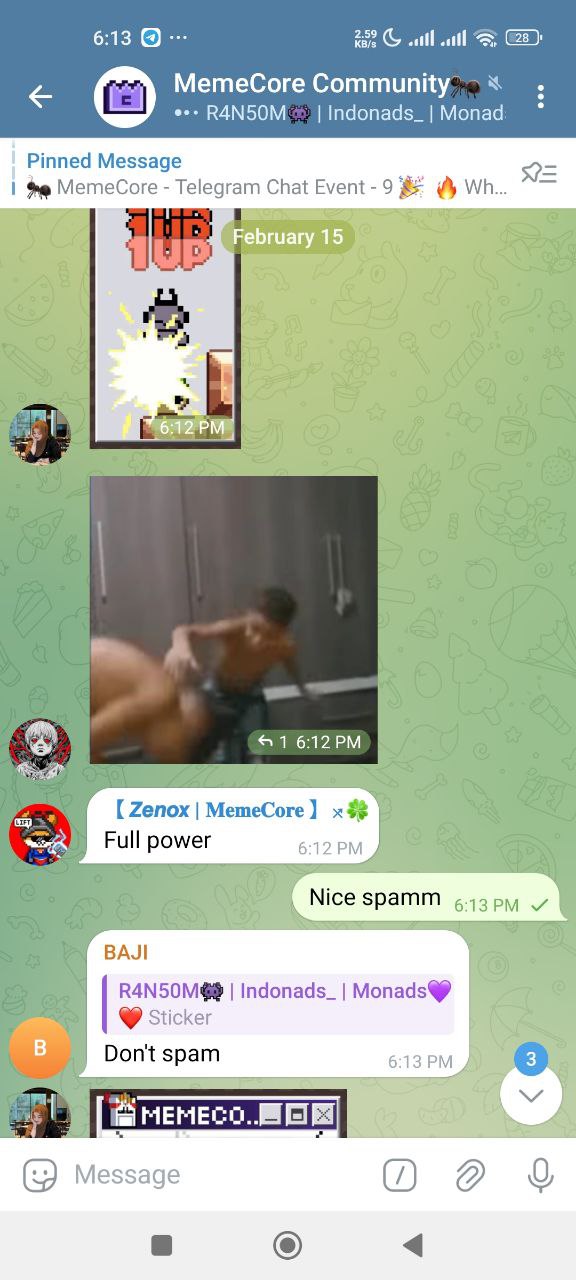 6:13
2.59
KB/s
28
MemeCore Community🐜
R4N50M👾 | Indonads_ | Monad
Pinned Message
🐜 MemeCore - Telegram Chat Event - 9 🎉 🔥 Wh...
February 15
1UP
1UP
6:12 PM
1 6:12 PM
LIFT
【 Zenox | MemeCore 】 ⤲🍀
Full power
6:12 PM
Nice spamm
6:13 PM
BAJI
R4N50M👾 | Indonads_ | Monads💜
❤️ Sticker
B
Don't spam
6:13 PM
3
MEMECO...
Message